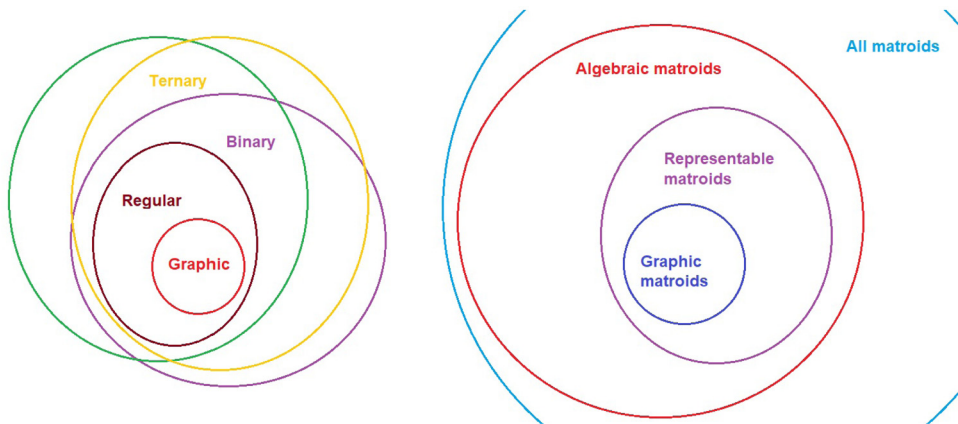 Ternary
Binary
Regular
Graphic
All matroids
Algebraic matroids
Representable
matroids
Graphic
matroids